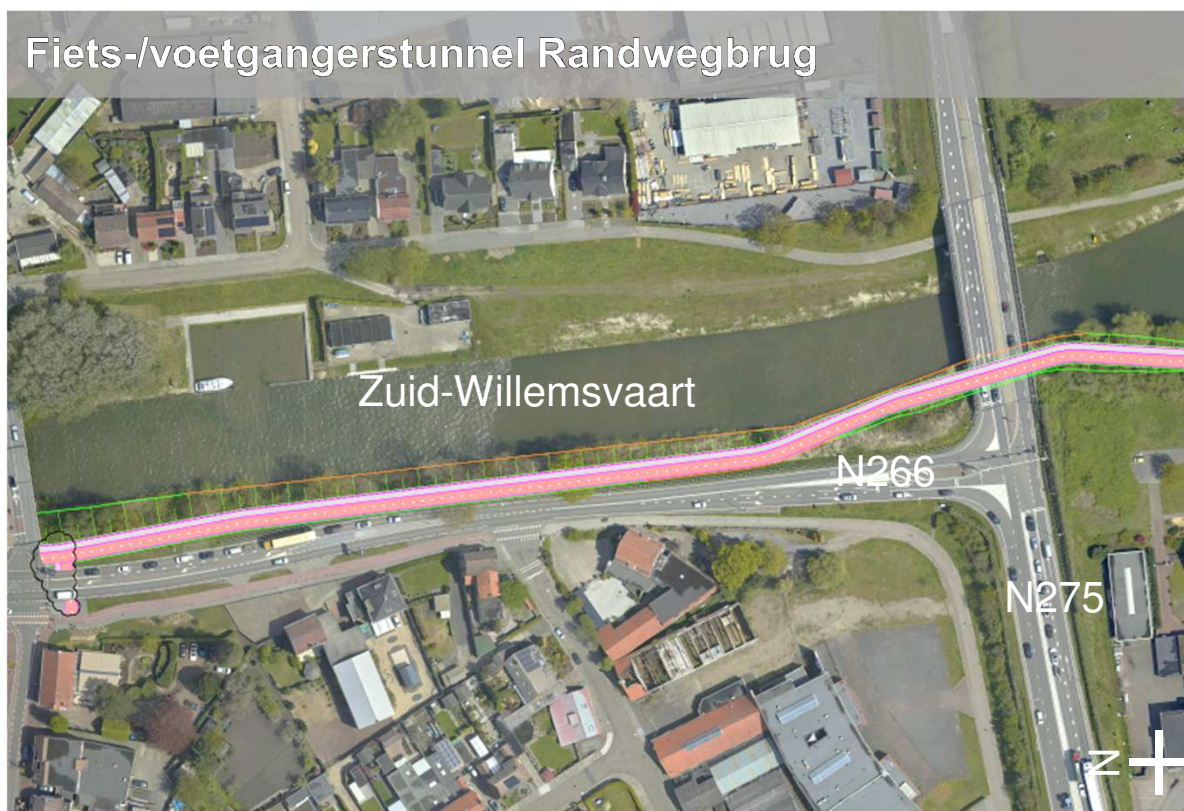 Fiets-/voetgangerstunnel Randwegbrug
Zuid-Willemsvaart
N266
N275
N